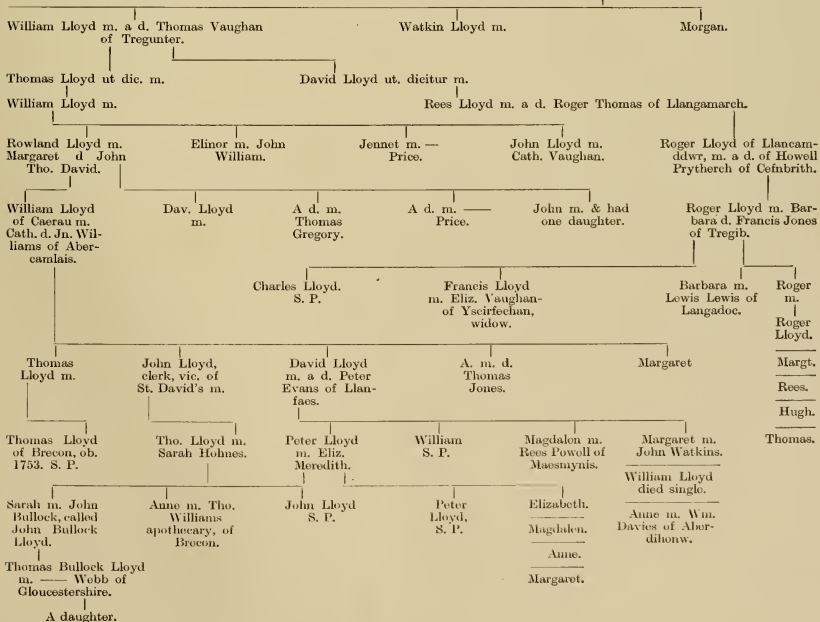 William Lloyd m. a d. Thomas Vaughan
of Tregunter.
Watkin Lloyd m.
Morgan.
Thomas Lloyd ut dic. m.
David Lloyd ut. dicitur m.
William Lloyd m.
Rees Lloyd m. a d. Roger Thomas of Llangamarch.
Rowland Lloyd m.
Margaret d John
Tho. David.
Elinor m. John
William.
Jennet m. —
Price.
John Lloyd m.
Cath. Vaughan.
Roger Lloyd of Llancam-
ddwr, m. a d. of Howell
Prytherch of Cefnbrith.
William Lloyd
of Caerau m.
Cath. d. Jn. Wil-
liams of Aber-
camlais.
Dav. Lloyd
m.
A d. m.
Thomas
Gregory.
A d. m. ——
Price.
John m. & had
one daughter.
Roger Lloyd m. Bar-
bara d. Francis Jones
of Tregib.
Charles Lloyd.
S. P.
Francis Lloyd
m. Eliz. Vaughan-
of Yscirfechan,
widow.
Barbara m.
Lewis Lewis of
Langadoc.
Roger
m.
Roger
Lloyd.
Margt.
Rees.
Hugh.
Thomas.
Thomas
Lloyd m.
John Lloyd,
clerk, vic. of
St. David's m.
David Lloyd
m. a d. Peter
Evans of Llan-
faes.
A. m. d.
Thomas
Jones.
Margaret
Thomas Lloyd
of Brecon, ob.
1753. S. P.
Tho. Lloyd m.
Sarah Holmes.
Peter Lloyd
m. Eliz.
Meredith.
William
S. P.
Magdalen m.
Rees Powell of
Maesmynis.
Margaret m.
John Watkins.
William Lloyd
died single.
Anne m. Wm.
Davies of Aber-
dihonw.
Sarah m. John
Bullock, called
John Bullock
Lloyd.
Anne m. Tho.
Williams
apothecary, of
Brecon.
John Lloyd
S. P.
Peter
Lloyd,
S. P.
Elizabeth.
Magdalen.
Anne.
Margaret.
Thomas Bullock Lloyd
m. —— Webb of
Gloucestershire.
A daughter.